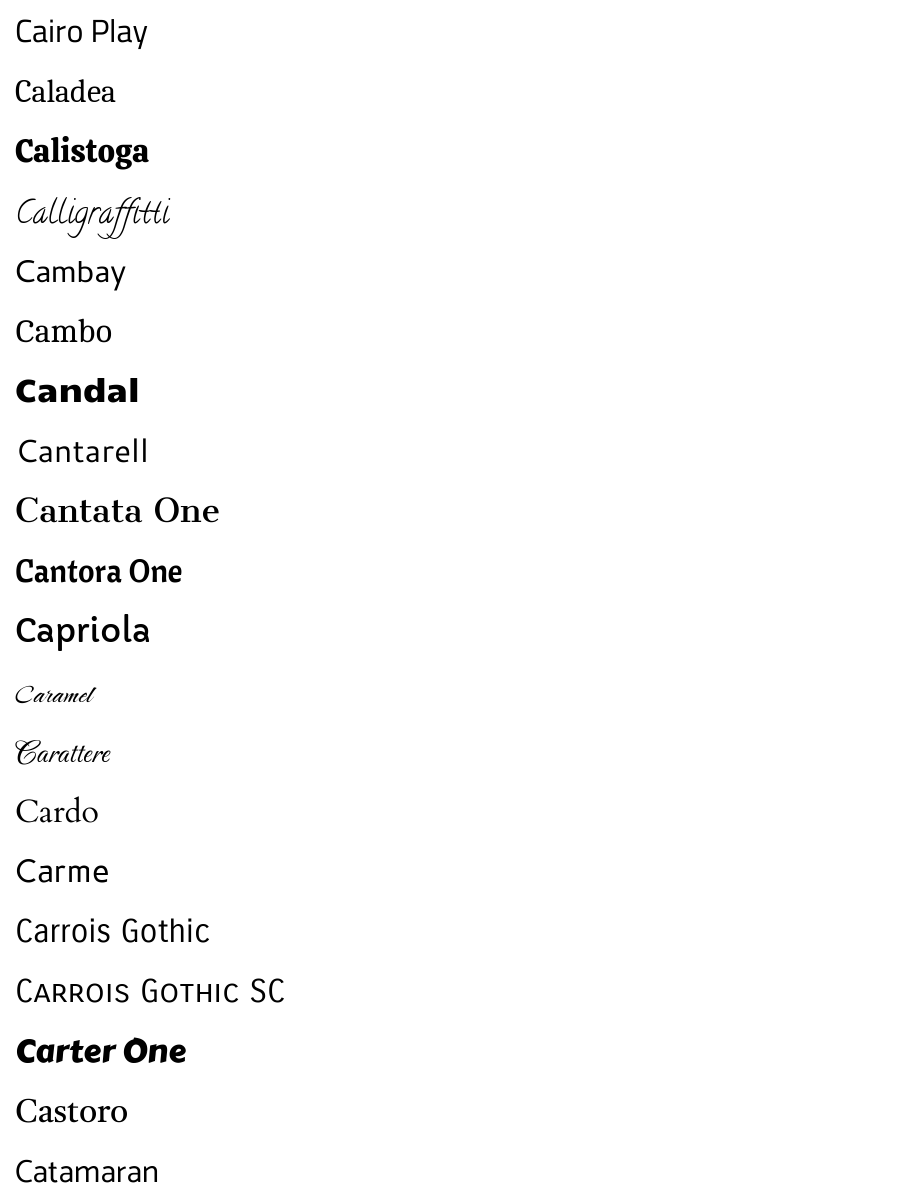 Cairo Play
Caladea
Calistoga
Calligraffitti
Cambay
Cambo
Candal
Cantarell
Cantata One
Cantora One
Capriola
Caramel
Carattere
Cardo
Carme
Carrois Gothic
Carrois Gothic SC
Carter One
Castoro
Catamaran